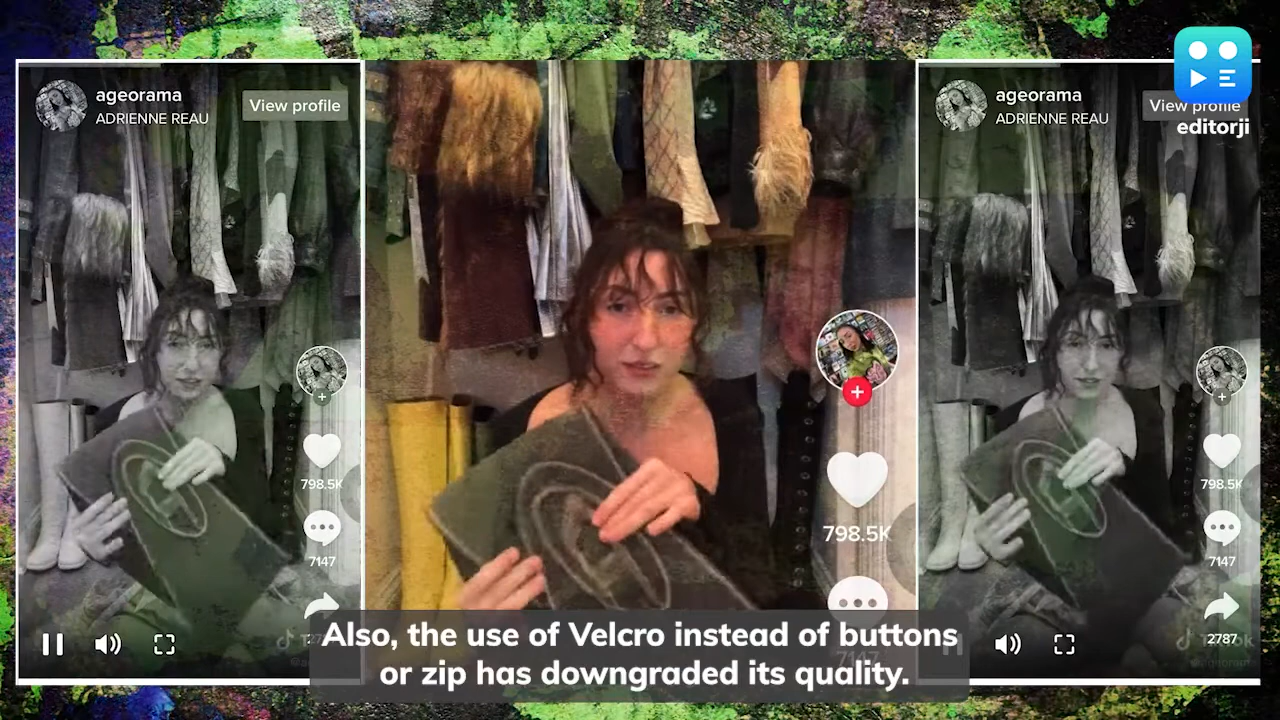 ageorama
ADRIENNE REAU
View profile
798.5K
7147
798.5K
ageorama
ADRIENNE REAU
View profile
editorji
798.5K
7147
2787
Also, the use of Velcro instead of buttons
or zip has downgraded its quality.